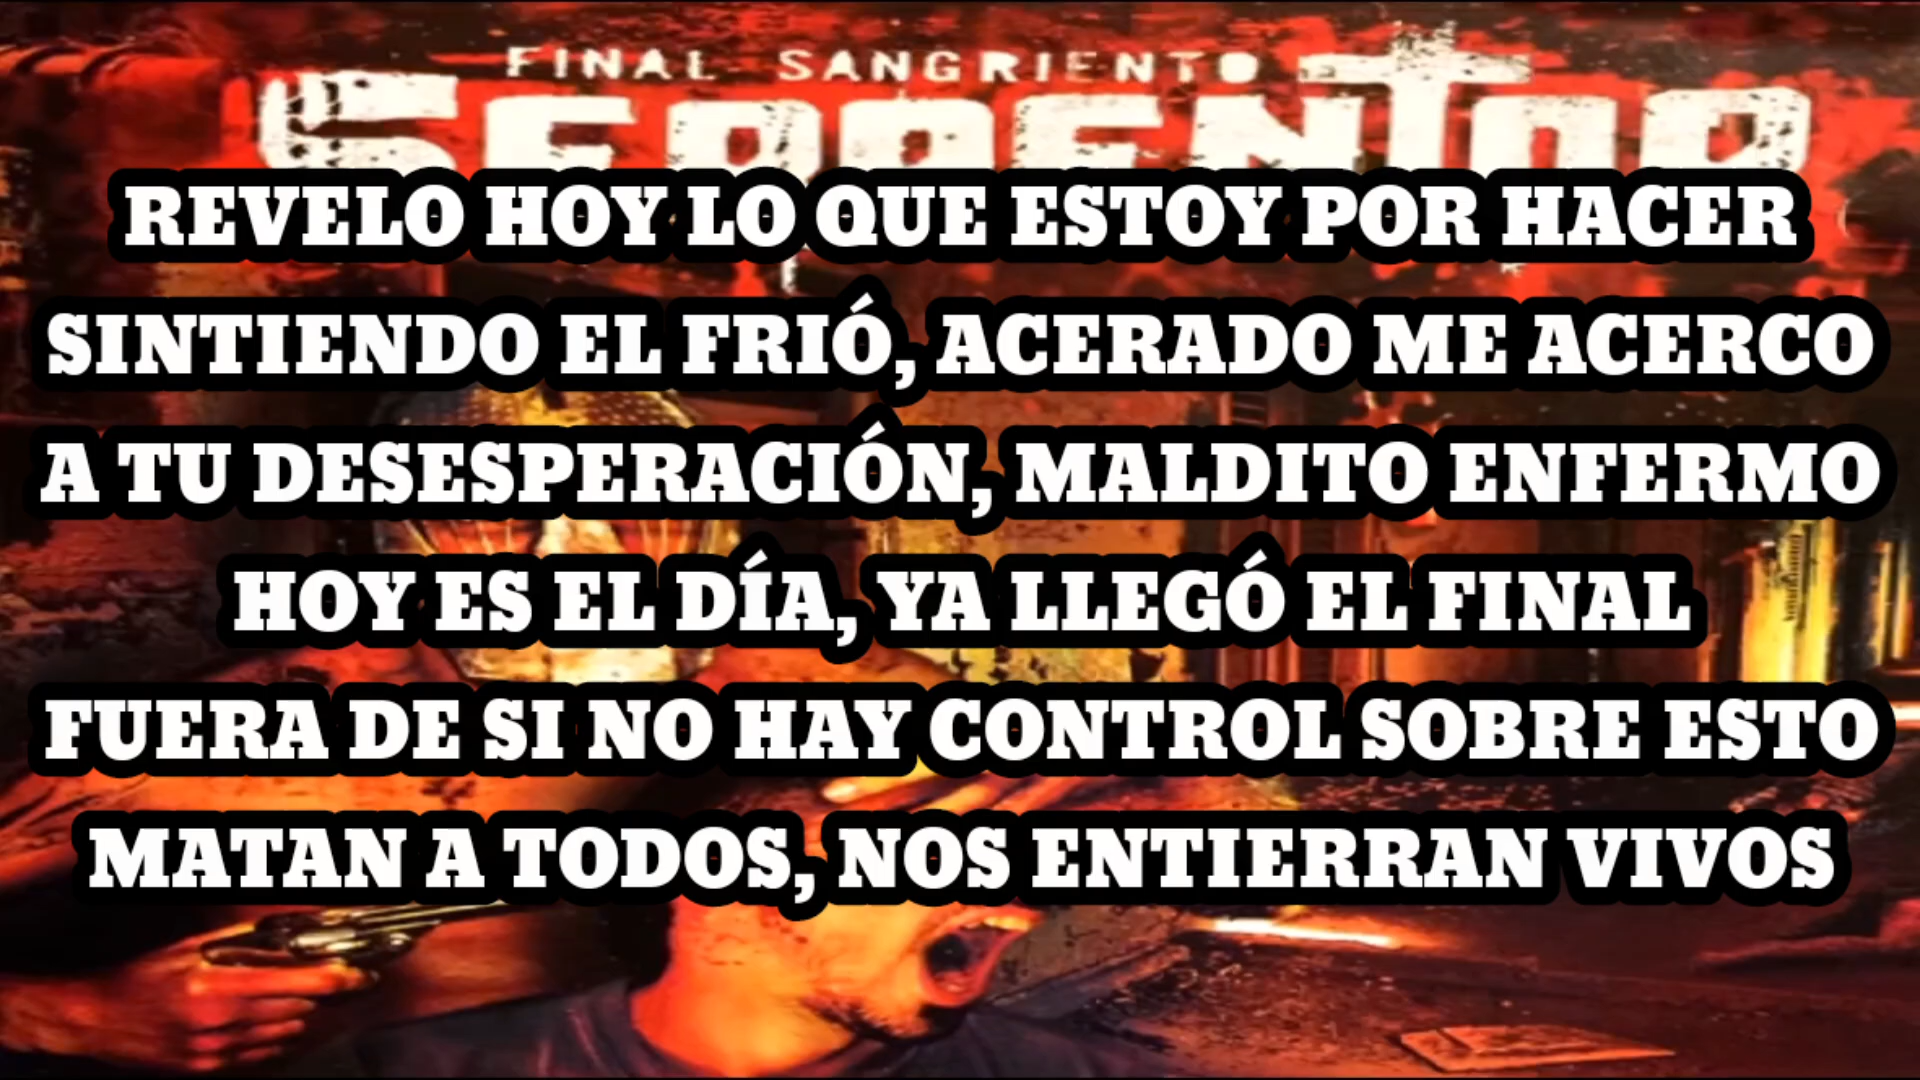 FINAL SANGRIENTO
SERPENTOR
REVELO HOY LO QUE ESTOY POR HACER
SINTIENDO EL FRIÓ, ACERADO ME ACERCO
A TU DESESPERACIÓN, MALDITO ENFERMO
HOY ES EL DÍA, YA LLEGÓ EL FINAL
FUERA DE SI NO HAY CONTROL SOBRE ESTO
MATAN A TODOS, NOS ENTIERRAN VIVOS